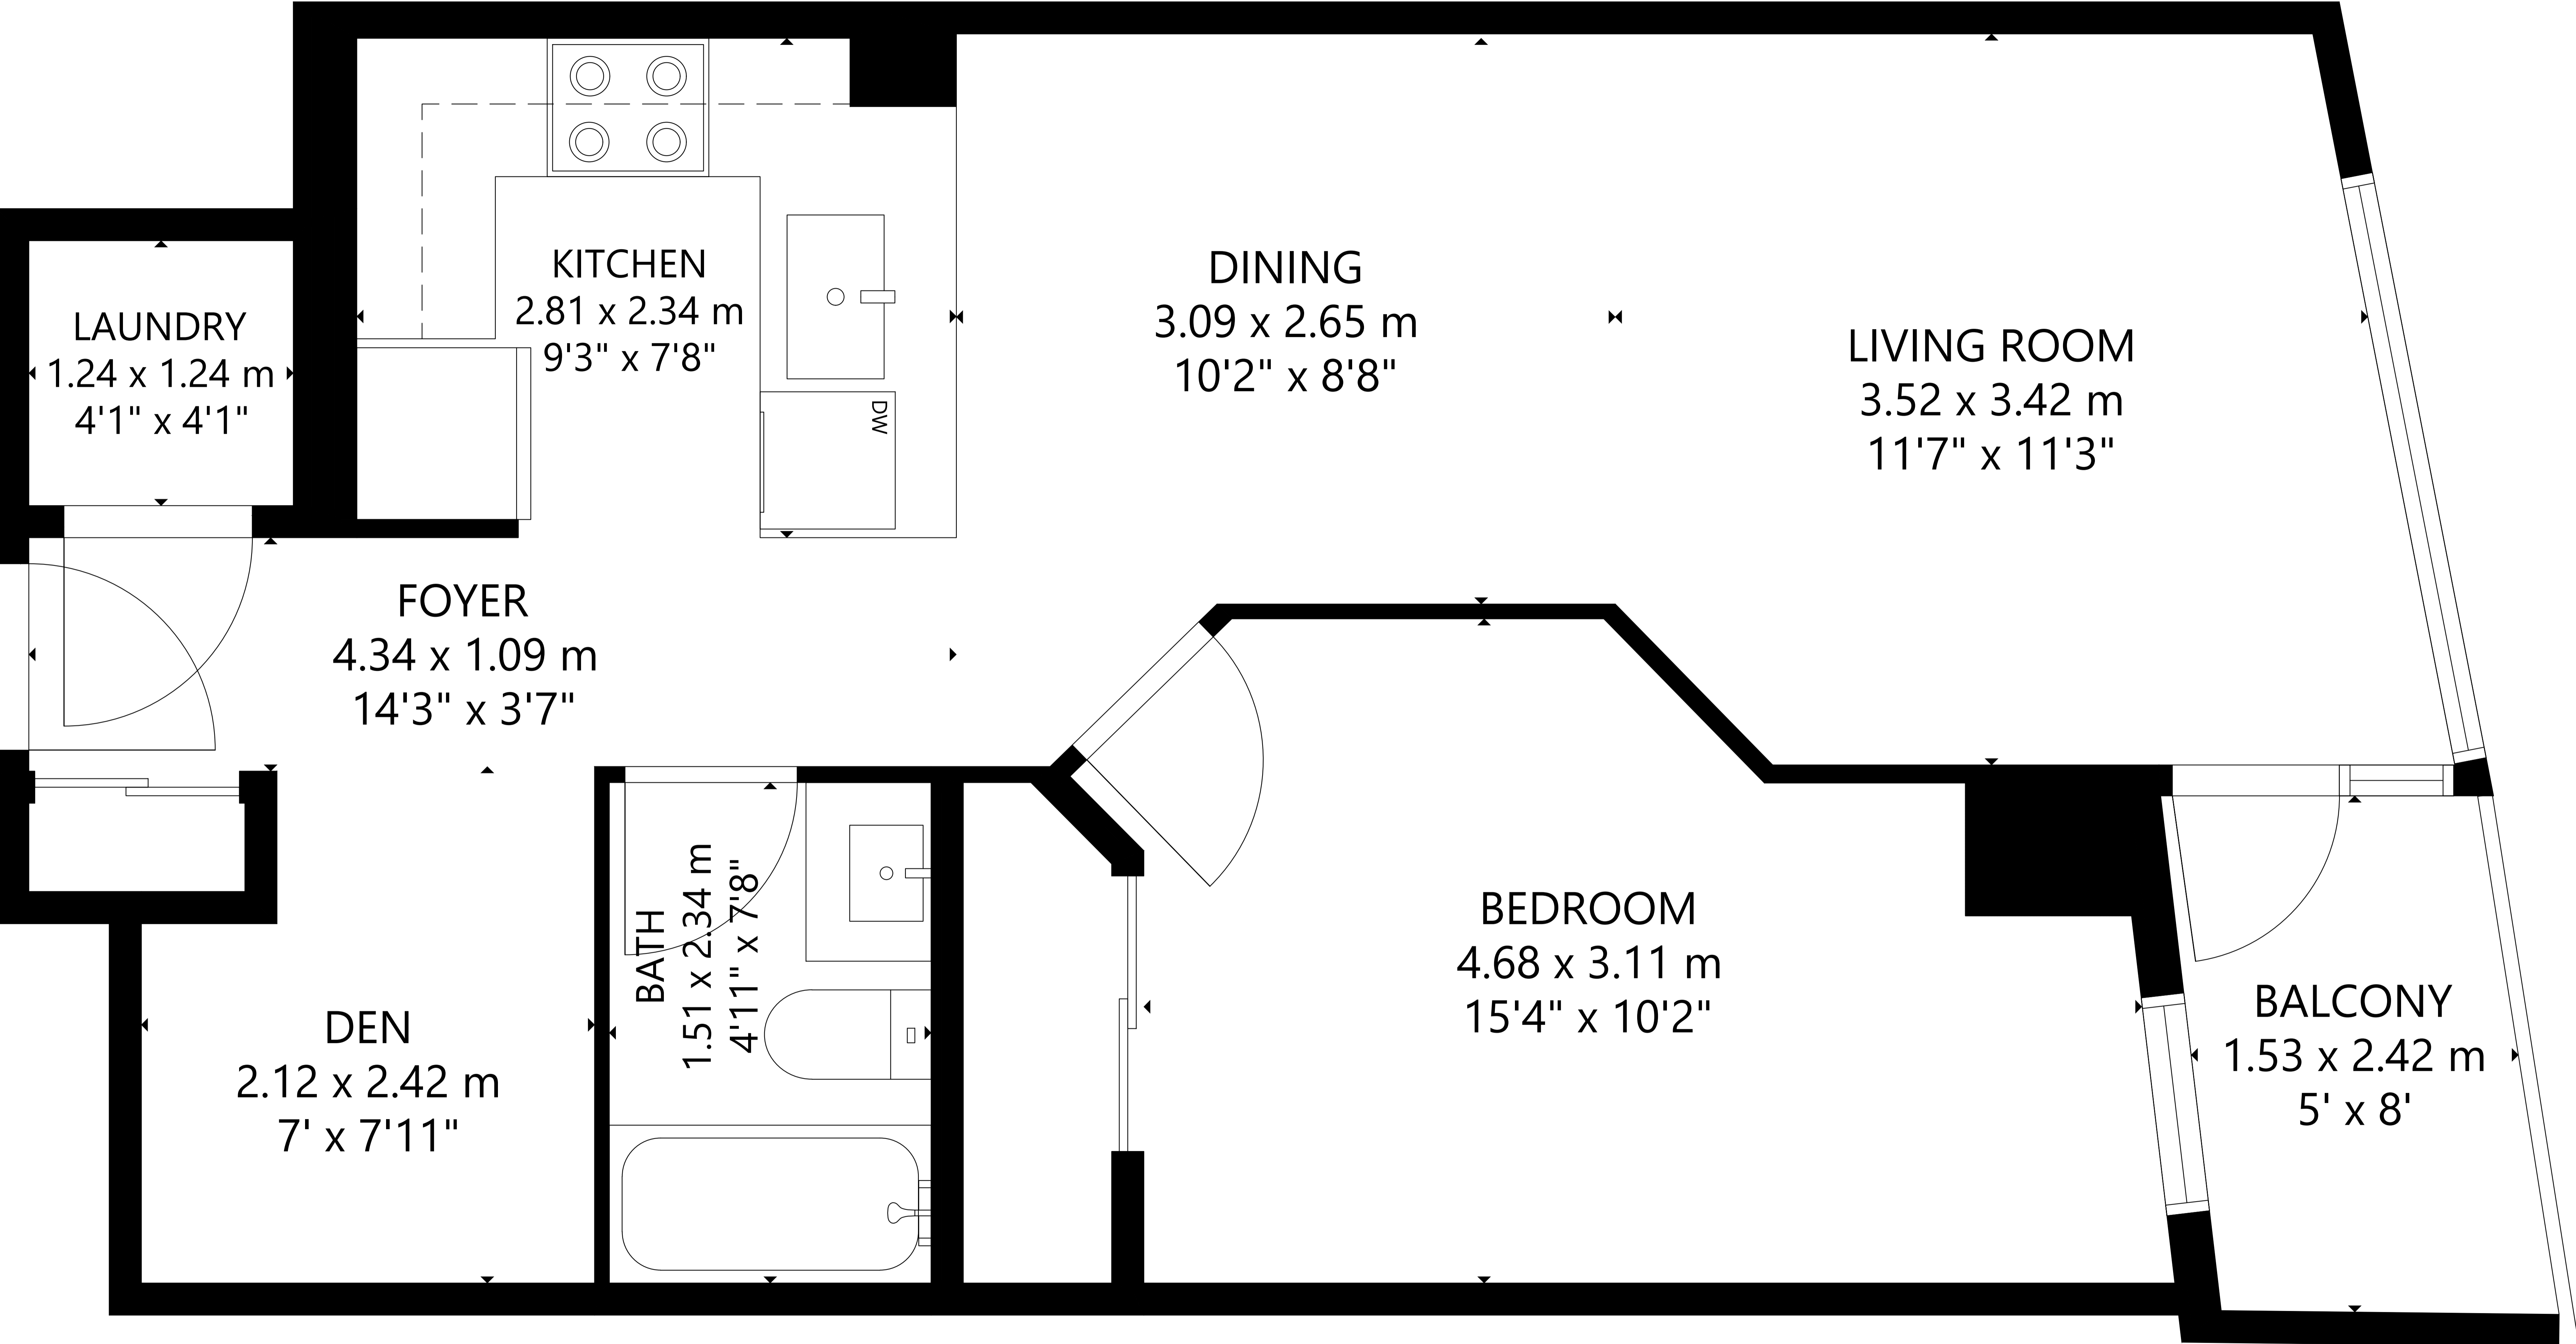 KITCHEN
2.81 x 2.34 m
9'3" x 7'8"
DW
LAUNDRY
1.24 x 1.24 m
4'1" x 4'1"
DINING
3.09 x 2.65 m
10'2" x 8'8"
LIVING ROOM
3.52 x 3.42 m
11'7" x 11'3"
FOYER
4.34 x 1.09 m
14'3" x 3'7"
BATH
1.51 x 2.34 m
4'11" x 7'8"
BEDROOM
4.68 x 3.11 m
15'4" x 10'2"
BALCONY
1.53 x 2.42 m
5' x 8'
DEN
2.12 x 2.42 m
7' x 7'11"